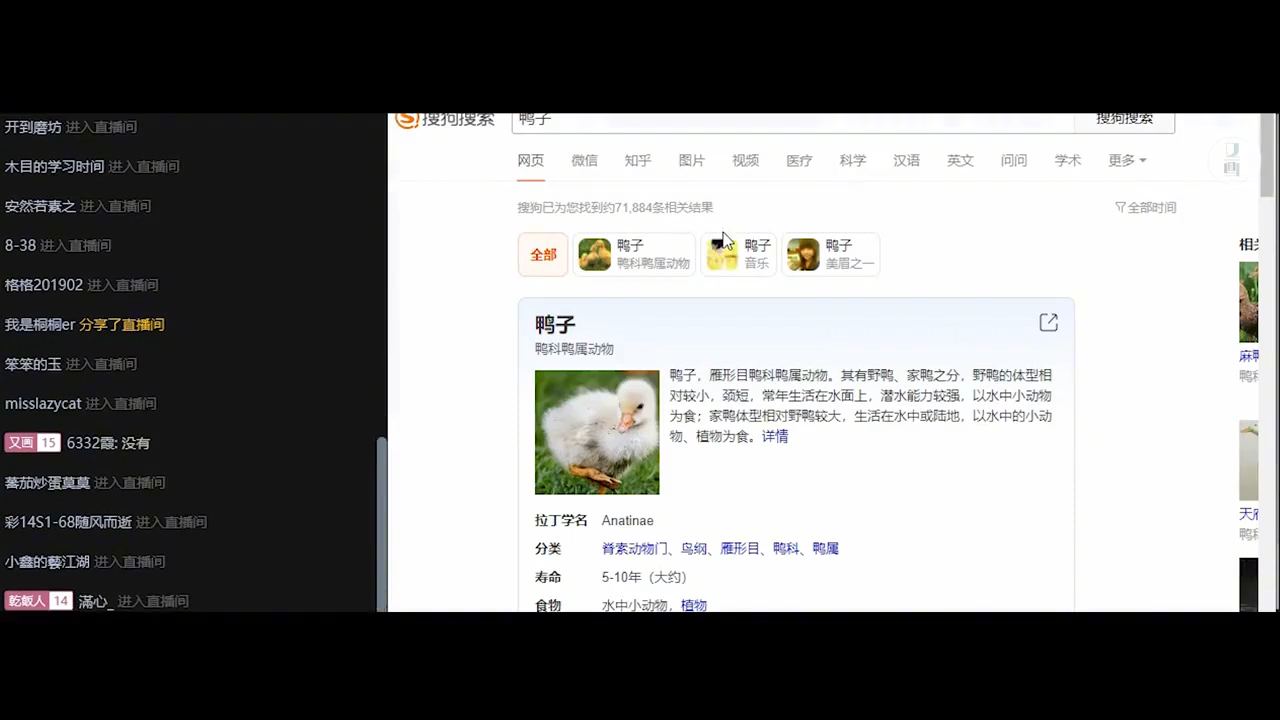 开到磨坊 进入直播间
木目的学习时间 进入直播间
安然若素之 进入直播间
8-38 进入直播间
格格201902 进入直播间
我是桐桐er 分享了直播间
笨笨的玉 进入直播间
misslazycat 进入直播间
又画 15 6332霞: 没有
蕃茄炒蛋莫莫 进入直播间
彩14S1-68随风而逝 进入直播间
小鑫的藝江湖 进入直播间
乾飯人 14 滿心_ 进入直播间
搜狗搜索 鸭子 搜狗搜索
网页 微信 知乎 图片 视频 医疗 科学 汉语 英文 问问 学术 更多
搜狗已为您找到约71,884条相关结果 全部时间
全部
鸭子
鸭科鸭属动物
鸭子
音乐
鸭子
美眉之一
鸭子
鸭科鸭属动物
鸭子，雁形目鸭科鸭属动物。其有野鸭、家鸭之分，野鸭的体型相
对较小，颈短，常年生活在水面上，潜水能力较强，以水中小动物
为食；家鸭体型相对野鸭较大，生活在水中或陆地，以水中的小动
物、植物为食。详情
拉丁学名 Anatinae
分类 脊索动物门、鸟纲、雁形目、鸭科、鸭属
寿命 5-10年（大约）
食物 水中小动物，植物
相
麻鸭
鸭科
天府
鸭科